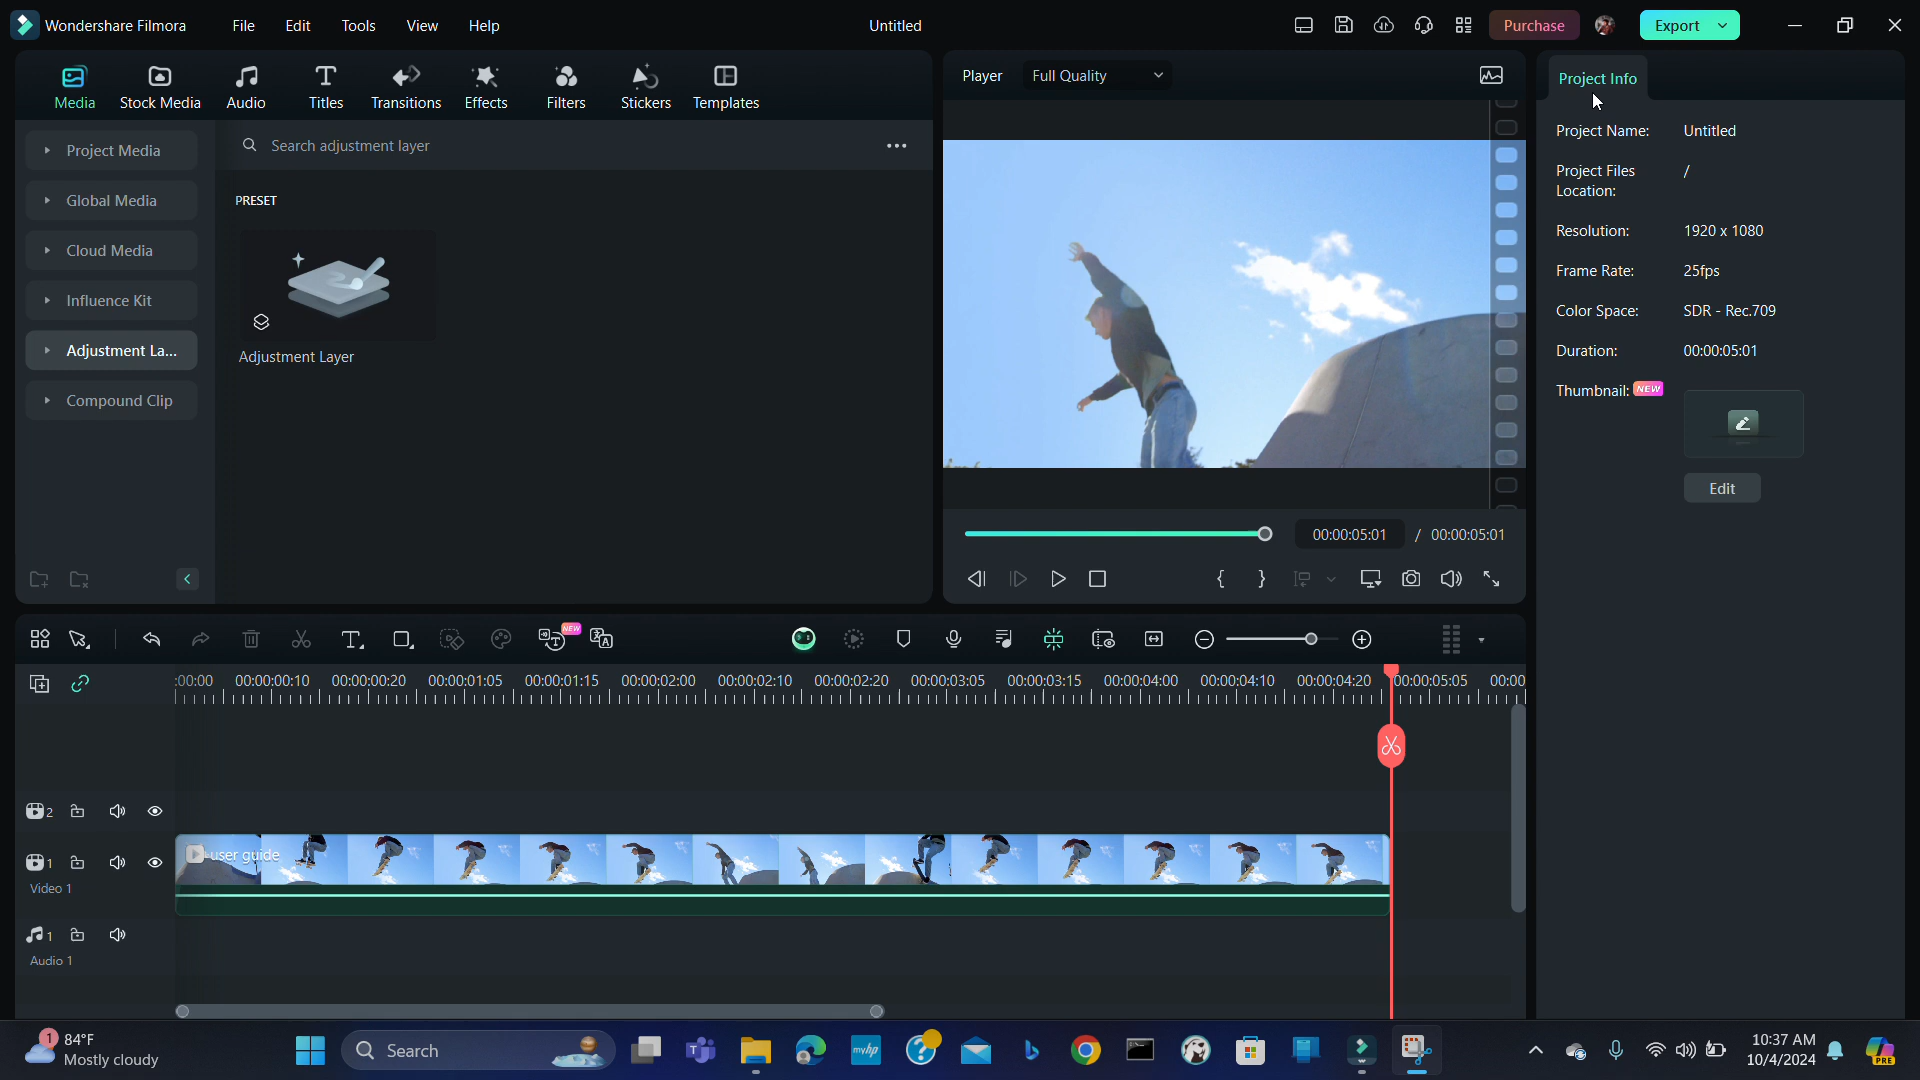 Wondershare Filmora
File
Edit
Tools
View
Help
Untitled
Purchase
Export
Media
Stock Media
Audio
Titles
Transitions
Effects
Filters
Stickers
Templates
Project Media
Global Media
Cloud Media
Influence Kit
Adjustment La...
Compound Clip
Search adjustment layer
PRESET
Adjustment Layer
Player
Full Quality
00:00:05:01 / 00:00:05:01
Project Info
Project Name: Untitled
Project Files /
Location:
Resolution: 1920 x 1080
Frame Rate: 25fps
Color Space: SDR - Rec.709
Duration: 00:00:05:01
Thumbnail: NEW
Edit
NEW
:00:00 00:00:00:10 00:00:00:20 00:00:01:05 00:00:01:15 00:00:02:00 00:00:02:10 00:00:02:20 00:00:03:05 00:00:03:15 00:00:04:00 00:00:04:10 00:00:04:20 00:00:05:05 00:00
2
user guide
1
Video 1
1
Audio 1
1
84°F
Mostly cloudy
Search
myhp
10:37 AM
10/4/2024
PRE